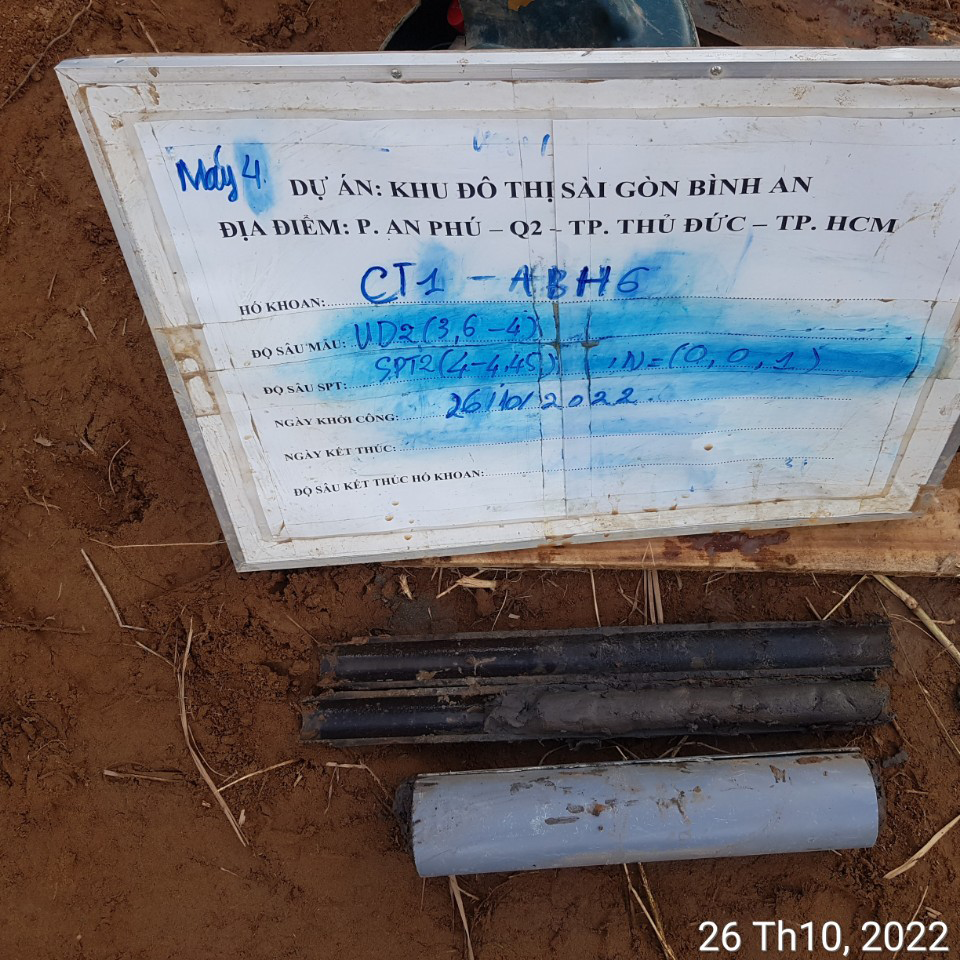 Máy 4
DỰ ÁN: KHU ĐÔ THỊ SÀI GÒN BÌNH AN
ĐỊA ĐIỂM: P. AN PHÚ – Q2 – TP. THỦ ĐỨC – TP. HCM
HỐ KHOAN: CT1 - ABH6
ĐỘ SÂU MẪU: UD2(3,6-4)
ĐỘ SÂU SPT: SPT2(4-4,45) , N=(0,0,1)
NGÀY KHỞI CÔNG: 26/10/2022
NGÀY KẾT THÚC:
ĐỘ SÂU KẾT THÚC HỐ KHOAN:
26 Th10, 2022